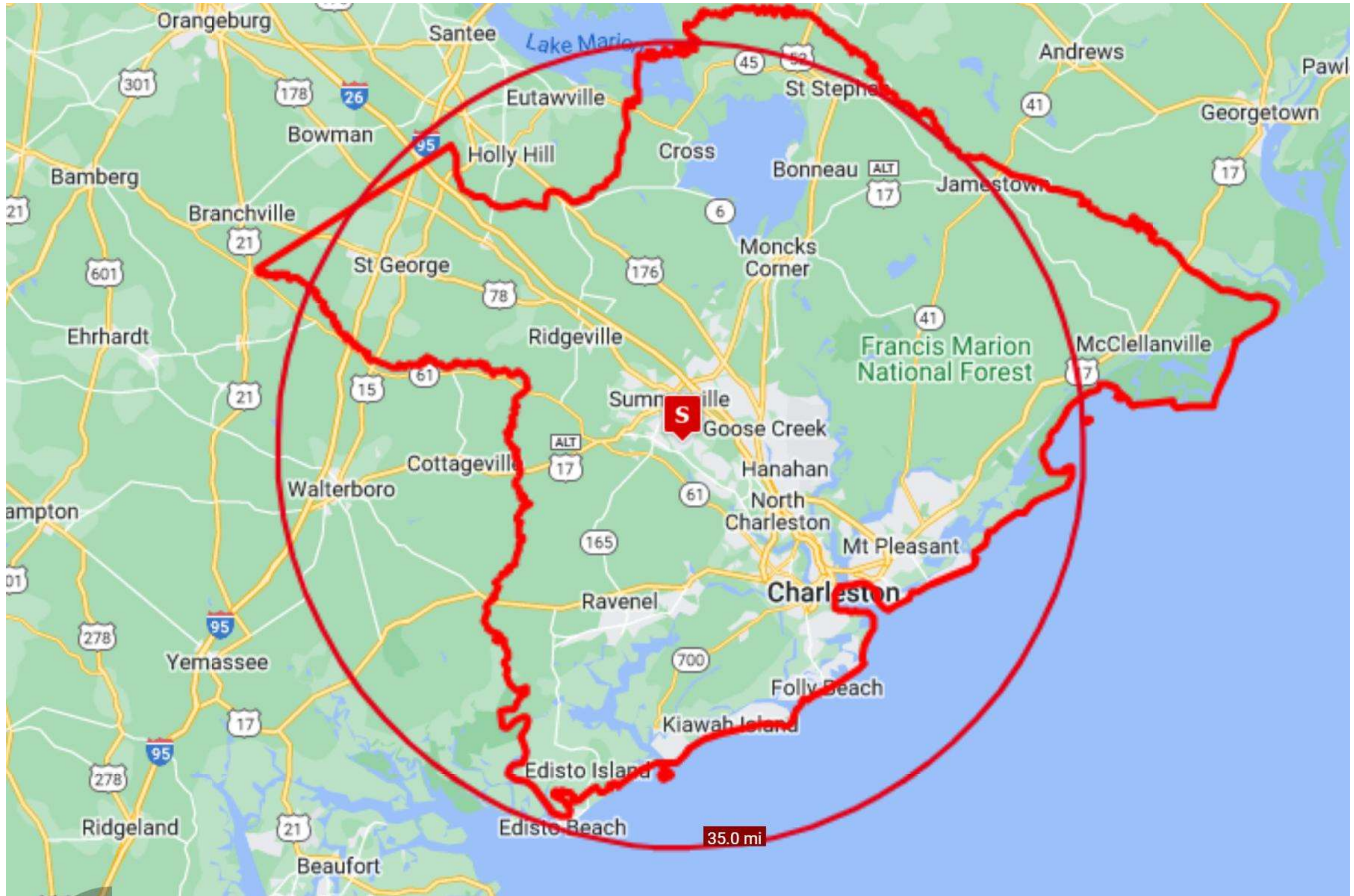 Orangeburg
Santee
Lake Marion
Andrews
Pawl
301
178
26
Eutawville
45
52
St Stephe
41
Georgetown
Bowman
95
Holly Hill
Cross
Bonneau
ALT
17
17
Bamberg
Jamestown
21
Branchville
6
21
Moncks
Corner
601
St George
176
78
41
Ehrhardt
Ridgeville
Francis Marion
National Forest
McClellanville
17
61
15
21
Summ
ville
S
Goose Creek
ALT
17
Cottageville
Hanahan
Walterboro
61
North
Charleston
ampton
165
Mt Pleasant
01
Charleston
Ravenel
95
278
Yemassee
700
Folly Beach
17
Kiawah Island
95
Edisto Island
278
Ridgeland
21
Edisto Beach
35.0 mi
Beaufort